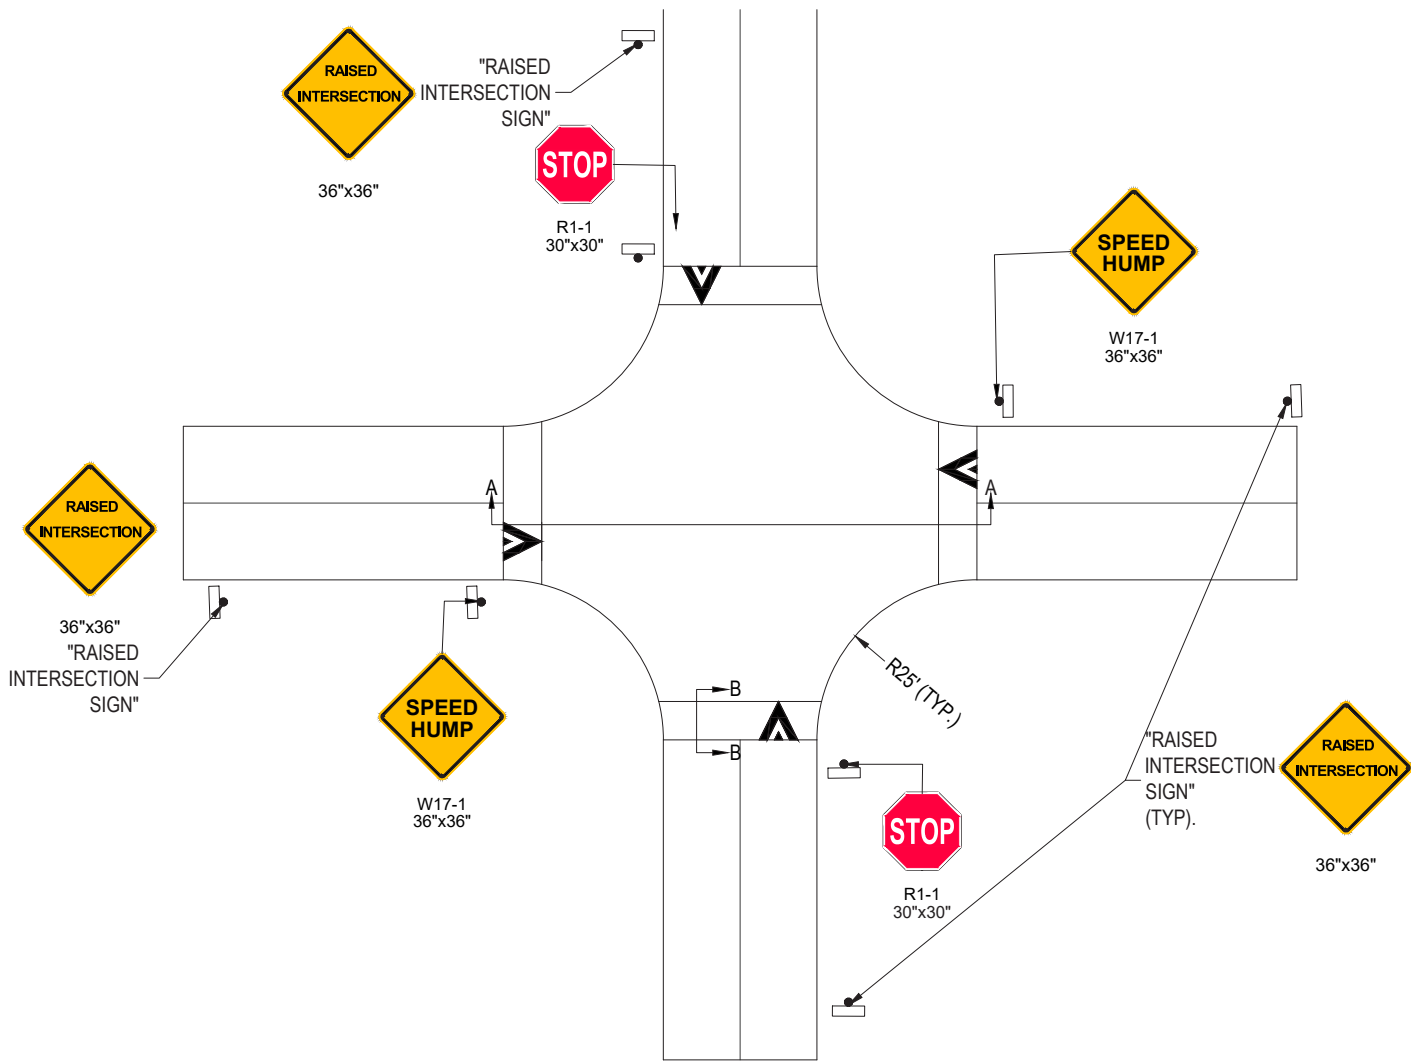 RAISED
INTERSECTION
36"x36"
"RAISED
INTERSECTION
SIGN"
STOP
R1-1
30"x30"
SPEED
HUMP
W17-1
36"x36"
RAISED
INTERSECTION
36"x36"
"RAISED
INTERSECTION
SIGN"
A
A
SPEED
HUMP
W17-1
36"x36"
B
B
R25' (TYP.)
STOP
R1-1
30"x30"
"RAISED
INTERSECTION
SIGN"
(TYP).
RAISED
INTERSECTION
36"x36"